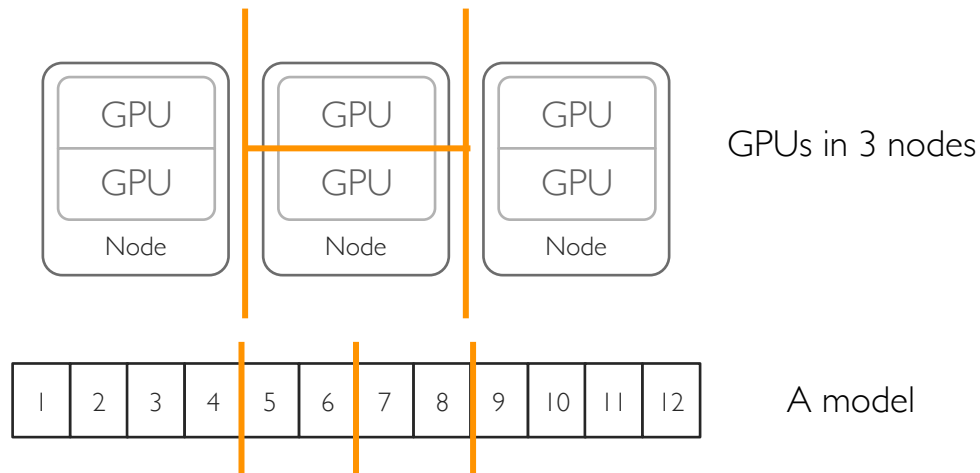 GPU GPU GPU
GPU GPU GPU
Node Node Node
GPUs in 3 nodes
1 2 3 4 5 6 7 8 9 10 11 12
A model